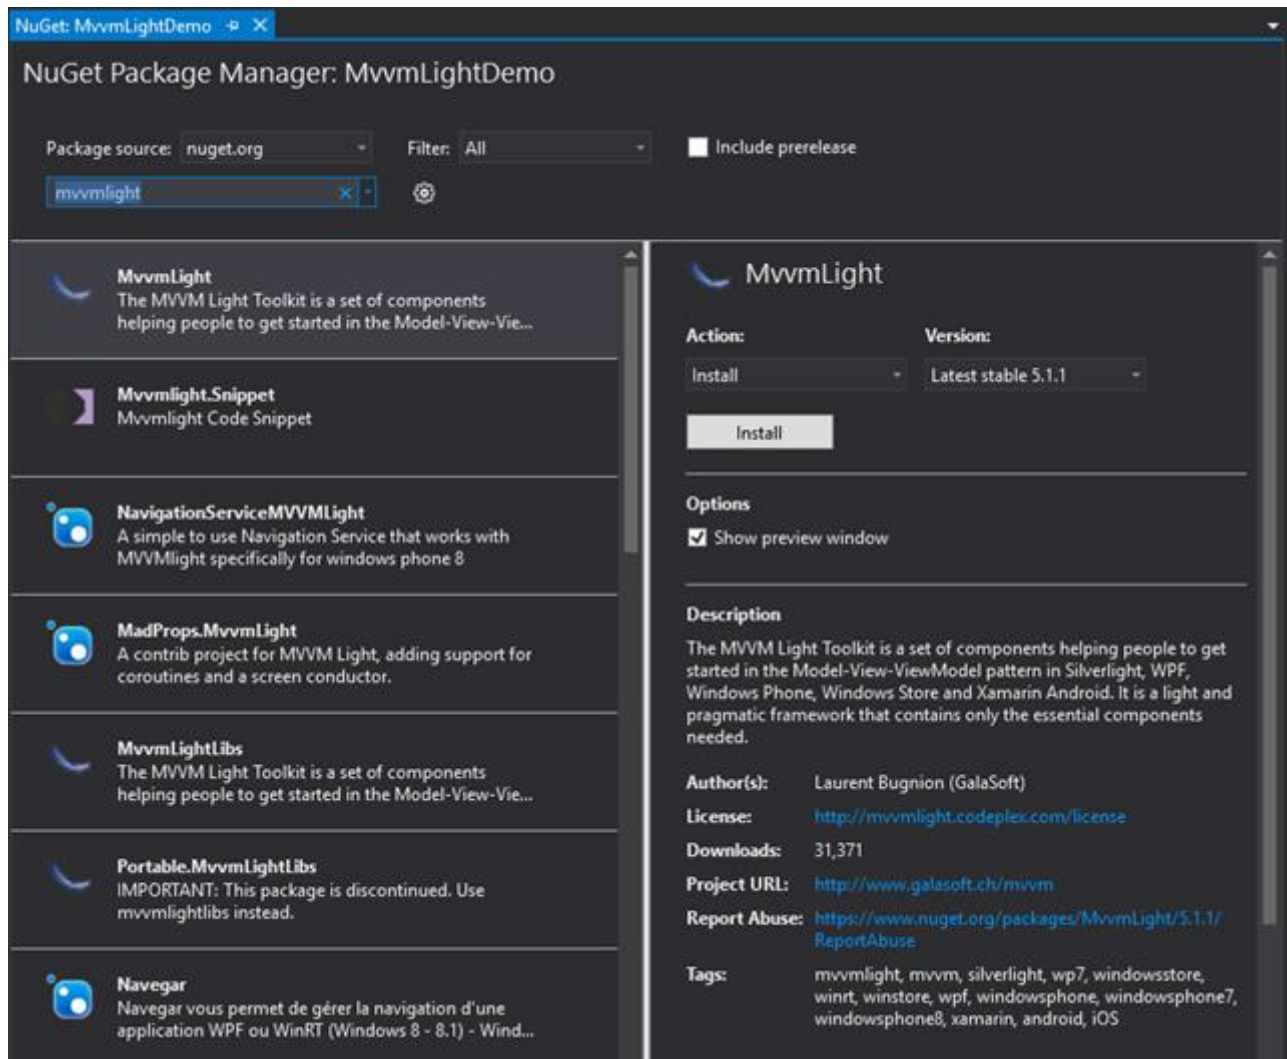 NuGet: MvvmLightDemo
NuGet Package Manager: MvvmLightDemo
Package source: nuget.org
Filter: All
Include prerelease
mvvmlight
MvvmLight
The MVVM Light Toolkit is a set of components
helping people to get started in the Model-View-Vie...
Mvvmlight.Snippet
Mvvmlight Code Snippet
NavigationServiceMVVMLight
A simple to use Navigation Service that works with
MVVMlight specifically for windows phone 8
MadProps.MvvmLight
A contrib project for MVVM Light, adding support for
coroutines and a screen conductor.
MvvmLightLibs
The MVVM Light Toolkit is a set of components
helping people to get started in the Model-View-Vie...
Portable.MvvmLightLibs
IMPORTANT: This package is discontinued. Use
mvvmlightlibs instead.
Navegar
Navegar vous permet de gérer la navigation d'une
application WPF ou WinRT (Windows 8 - 8.1) - Wind...
MvvmLight
Action: Version:
Install Latest stable 5.1.1
Install
Options
Show preview window
Description
The MVVM Light Toolkit is a set of components helping people to get
started in the Model-View-ViewModel pattern in Silverlight, WPF,
Windows Phone, Windows Store and Xamarin Android. It is a light and
pragmatic framework that contains only the essential components
needed.
Author(s): Laurent Bugnion (GalaSoft)
License: http://mvvmlight.codeplex.com/license
Downloads: 31,371
Project URL: http://www.galasoft.ch/mvvm
Report Abuse: https://www.nuget.org/packages/MvvmLight/5.1.1/
ReportAbuse
Tags: mvvmlight, mvvm, silverlight, wp7, windowsstore,
winrt, winstore, wpf, windowsphone, windowsphone7,
windowsphone8, xamarin, android, iOS